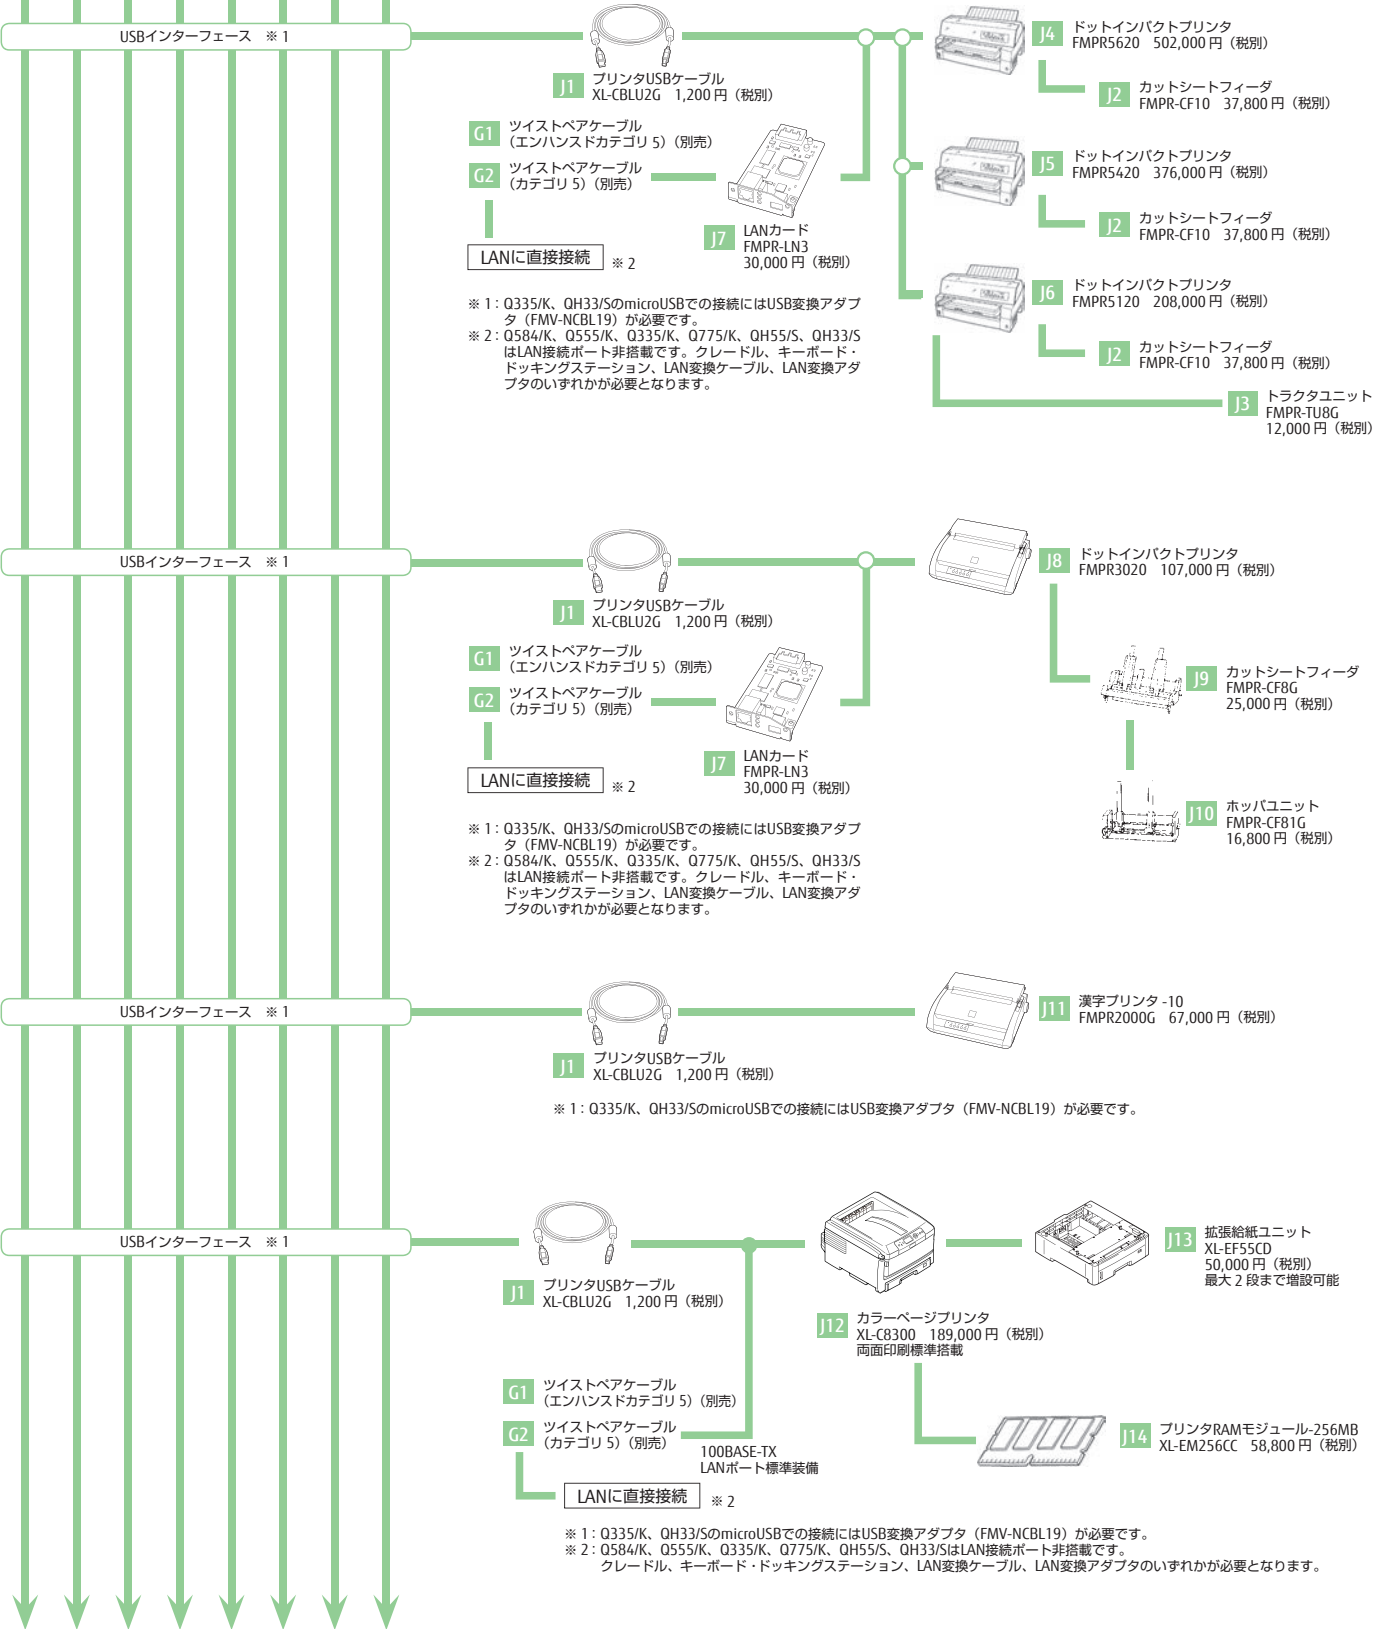 USBインターフェース ※1
J1
プリンタUSBケーブル
XL-CBLU2G 1,200円（税別）
G1
ツイストペアケーブル
（エンハンスドカテゴリ5）（別売）
G2
ツイストペアケーブル
（カテゴリ5）（別売）
LANに直接接続 ※2
J7
LANカード
FMPR-LN3
30,000円（税別）
J4
ドットインパクトプリンタ
FMPR5620 502,000円（税別）
J2
カットシートフィーダ
FMPR-CF10 37,800円（税別）
J5
ドットインパクトプリンタ
FMPR5420 376,000円（税別）
J2
カットシートフィーダ
FMPR-CF10 37,800円（税別）
J6
ドットインパクトプリンタ
FMPR5120 208,000円（税別）
J2
カットシートフィーダ
FMPR-CF10 37,800円（税別）
J3
トラクタユニット
FMPR-TU8G
12,000円（税別）
※1：Q335/K、QH33/SのmicroUSBでの接続にはUSB変換アダプ
タ（FMV-NCBL19）が必要です。
※2：Q584/K、Q555/K、Q335/K、Q775/K、QH55/S、QH33/S
はLAN接続ポート非搭載です。クレードル、キーボード・
ドッキングステーション、LAN変換ケーブル、LAN変換アダ
プタのいずれかが必要となります。
USBインターフェース ※1
J1
プリンタUSBケーブル
XL-CBLU2G 1,200円（税別）
G1
ツイストペアケーブル
（エンハンスドカテゴリ5）（別売）
G2
ツイストペアケーブル
（カテゴリ5）（別売）
LANに直接接続 ※2
J7
LANカード
FMPR-LN3
30,000円（税別）
J8
ドットインパクトプリンタ
FMPR3020 107,000円（税別）
J9
カットシートフィーダ
FMPR-CF8G
25,000円（税別）
J10
ホッパユニット
FMPR-CF81G
16,800円（税別）
※1：Q335/K、QH33/SのmicroUSBでの接続にはUSB変換アダプ
タ（FMV-NCBL19）が必要です。
※2：Q584/K、Q555/K、Q335/K、Q775/K、QH55/S、QH33/S
はLAN接続ポート非搭載です。クレードル、キーボード・
ドッキングステーション、LAN変換ケーブル、LAN変換アダ
プタのいずれかが必要となります。
USBインターフェース ※1
J1
プリンタUSBケーブル
XL-CBLU2G 1,200円（税別）
J11
漢字プリンタ-10
FMPR2000G 67,000円（税別）
※1：Q335/K、QH33/SのmicroUSBでの接続にはUSB変換アダプタ（FMV-NCBL19）が必要です。
USBインターフェース ※1
J1
プリンタUSBケーブル
XL-CBLU2G 1,200円（税別）
J12
カラーページプリンタ
XL-C8300 189,000円（税別）
両面印刷標準搭載
J13
拡張給紙ユニット
XL-EF55CD
50,000円（税別）
最大2段まで増設可能
G1
ツイストペアケーブル
（エンハンスドカテゴリ5）（別売）
G2
ツイストペアケーブル
（カテゴリ5）（別売）
100BASE-TX
LANポート標準装備
J14
プリンタRAMモジュール-256MB
XL-EM256CC 58,800円（税別）
LANに直接接続 ※2
※1：Q335/K、QH33/SのmicroUSBでの接続にはUSB変換アダプタ（FMV-NCBL19）が必要です。
※2：Q584/K、Q555/K、Q335/K、Q775/K、QH55/S、QH33/SはLAN接続ポート非搭載です。
クレードル、キーボード・ドッキングステーション、LAN変換ケーブル、LAN変換アダプタのいずれかが必要となります。